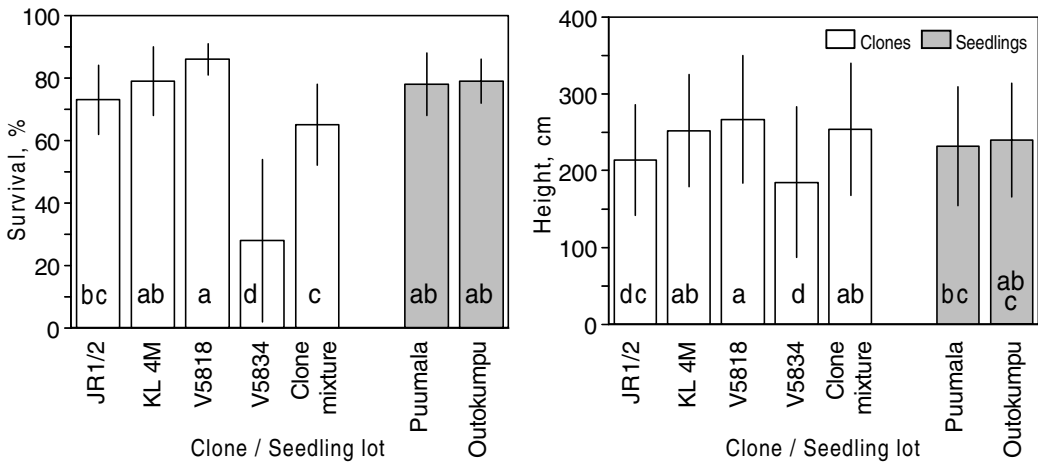 100
80
60
40
20
0
Survival, %
bc
ab
a
d
c
ab
ab
JR1/2
KL 4M
V5818
V5834
Clone
mixture
Puumala
Outokumpu
Clone / Seedling lot
400
300
200
100
0
Height, cm
Clones
Seedlings
dc
ab
a
d
ab
bc
ab
c
JR1/2
KL 4M
V5818
V5834
Clone
mixture
Puumala
Outokumpu
Clone / Seedling lot